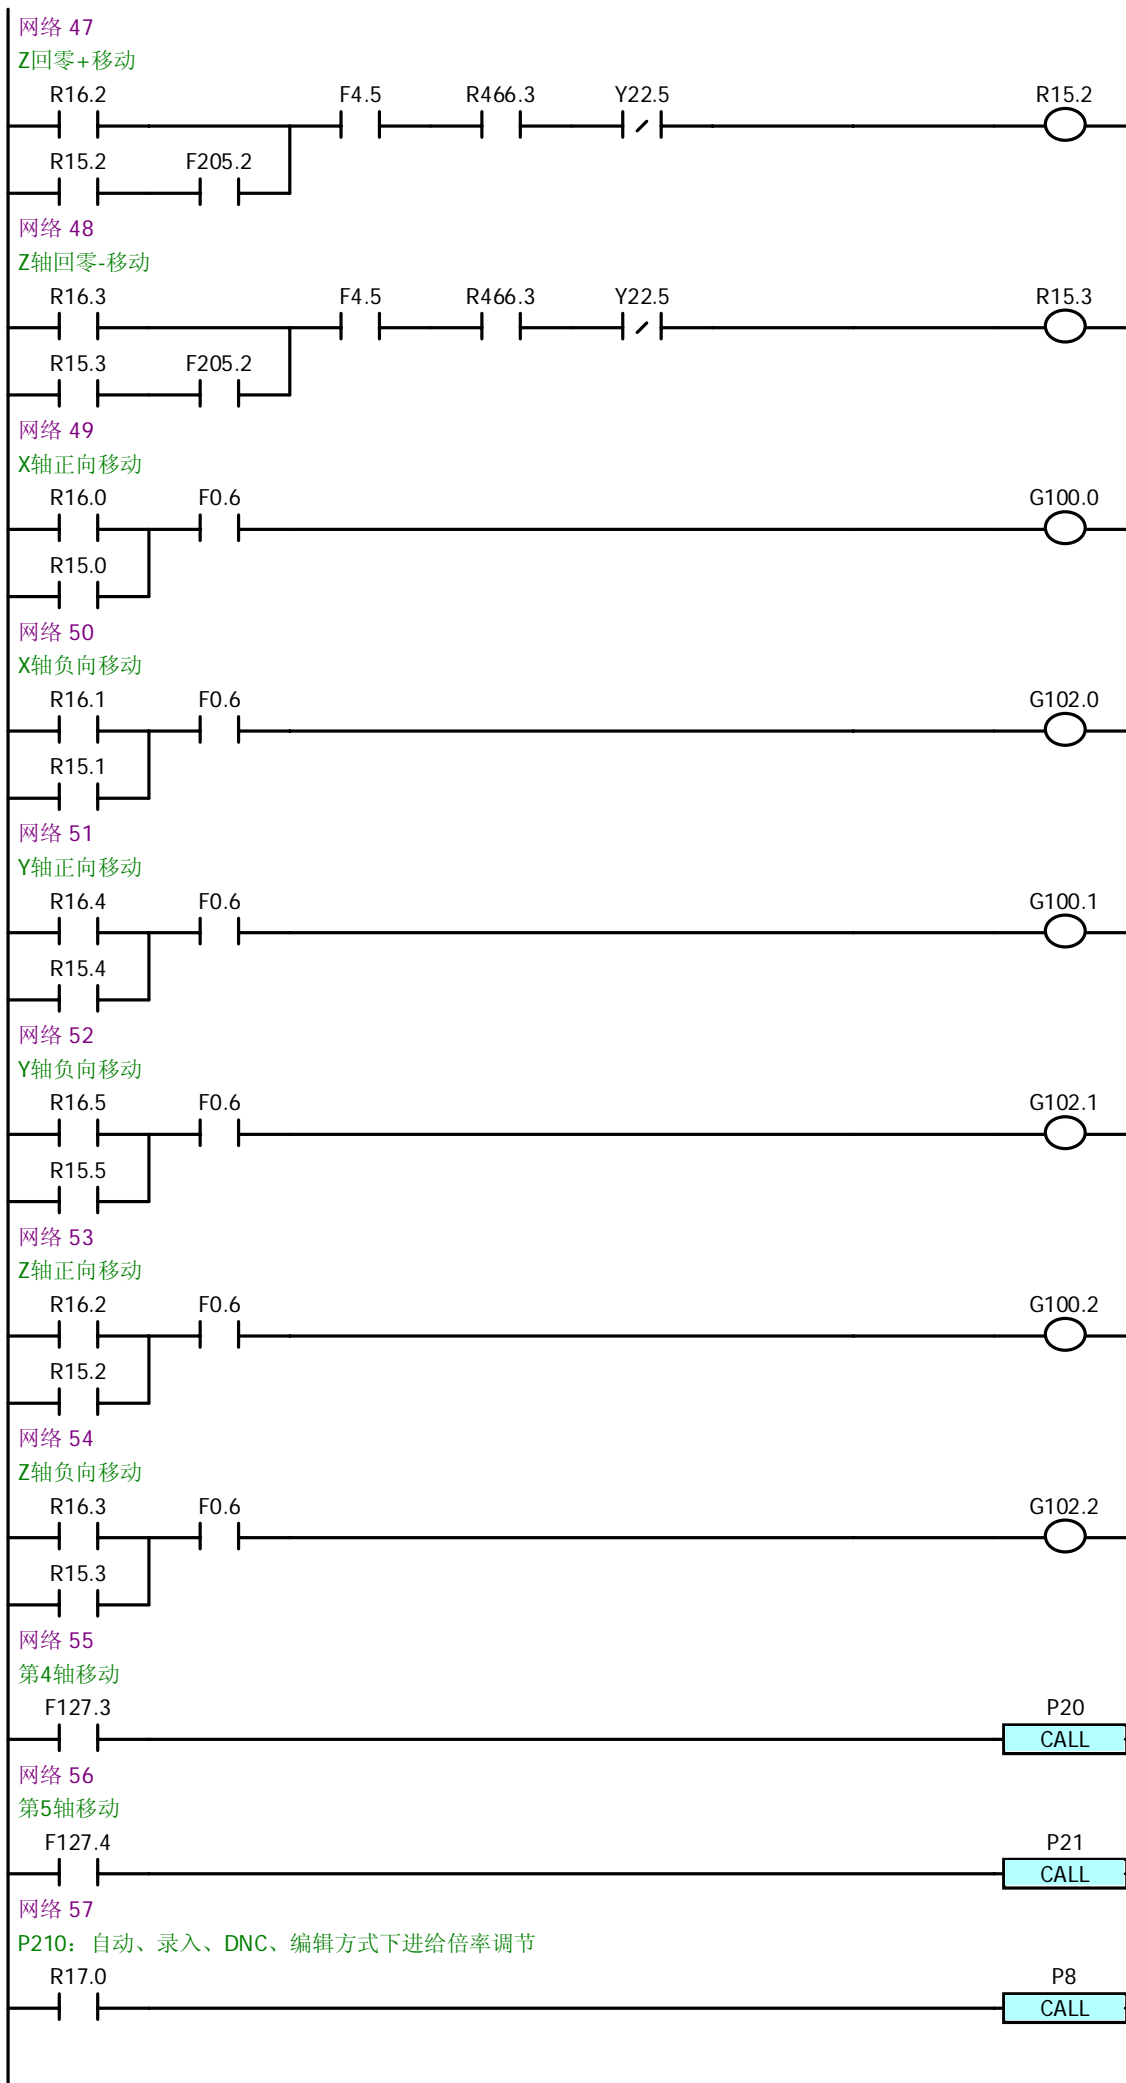 网络 47
Z回零+移动
R16.2 F4.5 R466.3 Y22.5 R15.2
R15.2 F205.2
网络 48
Z轴回零-移动
R16.3 F4.5 R466.3 Y22.5 R15.3
R15.3 F205.2
网络 49
X轴正向移动
R16.0 F0.6 G100.0
R15.0
网络 50
X轴负向移动
R16.1 F0.6 G102.0
R15.1
网络 51
Y轴正向移动
R16.4 F0.6 G100.1
R15.4
网络 52
Y轴负向移动
R16.5 F0.6 G102.1
R15.5
网络 53
Z轴正向移动
R16.2 F0.6 G100.2
R15.2
网络 54
Z轴负向移动
R16.3 F0.6 G102.2
R15.3
网络 55
第4轴移动
F127.3 P20
CALL
网络 56
第5轴移动
F127.4 P21
CALL
网络 57
P210：自动、录入、DNC、编辑方式下进给倍率调节
R17.0 P8
CALL